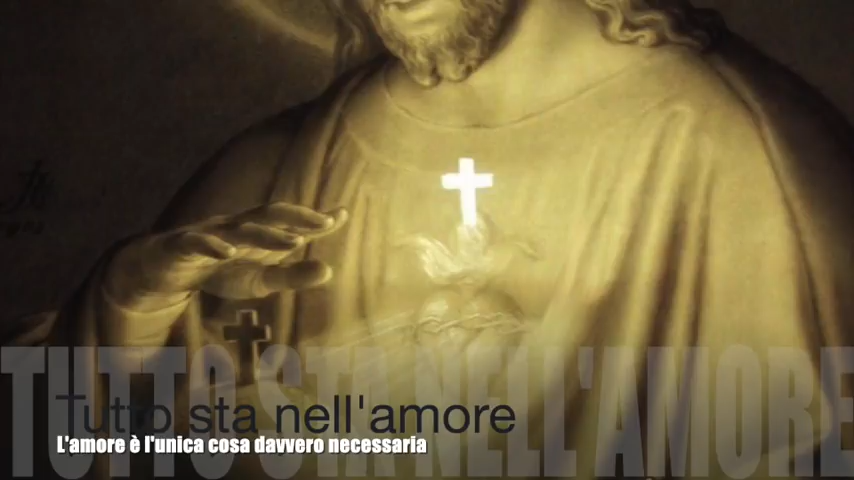 TUTTO STA NELL'AMORE
Tutto sta nell'amore
L'amore è l'unica cosa davvero necessaria